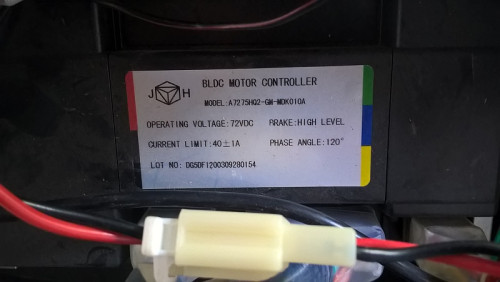 J H
BLDC MOTOR CONTROLLER
MODEL:A7275HQ2-GM-MDK010A
OPERATING VOLTAGE:72VDC BRAKE:HIGH LEVEL
CURRENT LIMIT:40±1A PHASE ANGLE:120°
LOT NO: DGSDF1200309280154